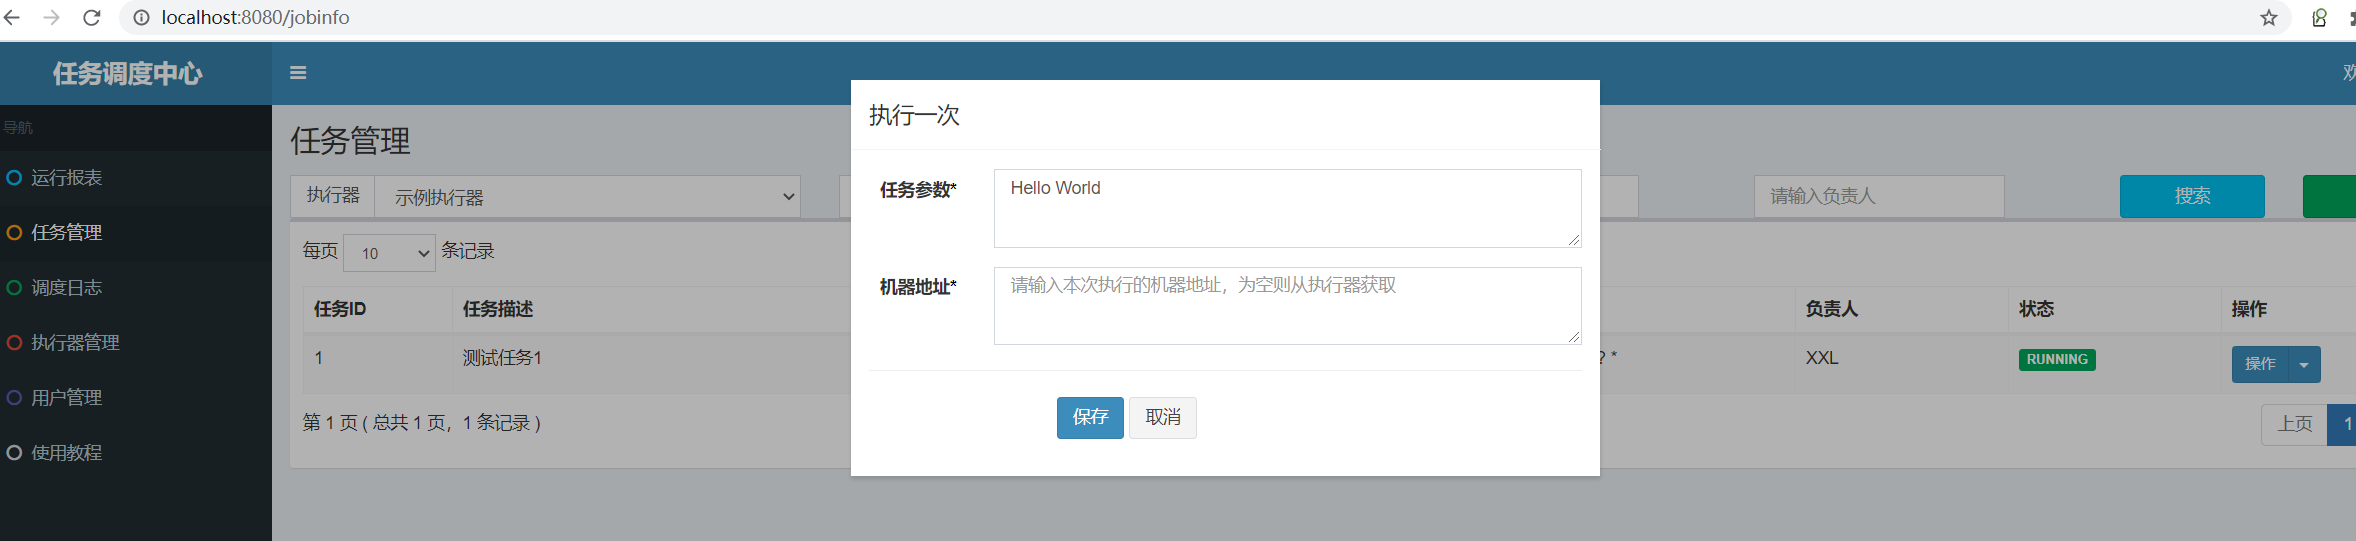 localhost:8080/jobinfo
任务调度中心
导航
运行报表
任务管理
调度日志
执行器管理
用户管理
使用教程
任务管理
执行器 示例执行器
请输入负责人 搜索
每页 10 条记录
任务ID 任务描述 负责人 状态 操作
1 测试任务1 ? * XXL RUNNING 操作
第 1 页 ( 总共 1 页，1 条记录 )
上页 1
执行一次
任务参数* Hello World
机器地址* 请输入本次执行的机器地址，为空则从执行器获取
保存 取消